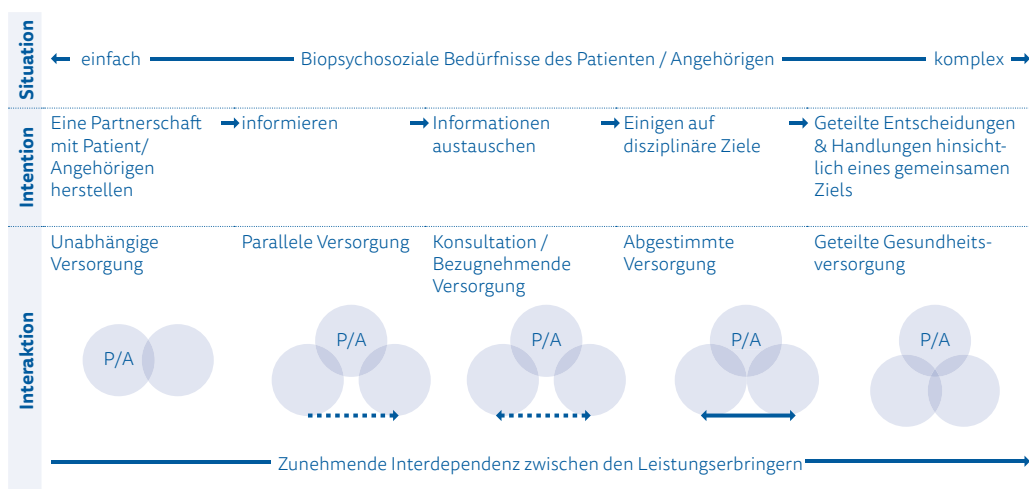 Situation
einfach
Biopsychosoziale Bedürfnisse des Patienten / Angehörigen
komplex
Intention
Eine Partnerschaft
mit Patient/
Angehörigen
herstellen
informieren
Informationen
austauschen
Einigen auf
disziplinäre Ziele
Geteilte Entscheidungen
& Handlungen hinsicht-
lich eines gemeinsamen
Ziels
Interaktion
Unabhängige
Versorgung
Parallele Versorgung
Konsultation /
Bezugnehmende
Versorgung
Abgestimmte
Versorgung
Geteilte Gesundheits-
versorgung
P/A
P/A
P/A
P/A
P/A
Zunehmende Interdependenz zwischen den Leistungserbringern